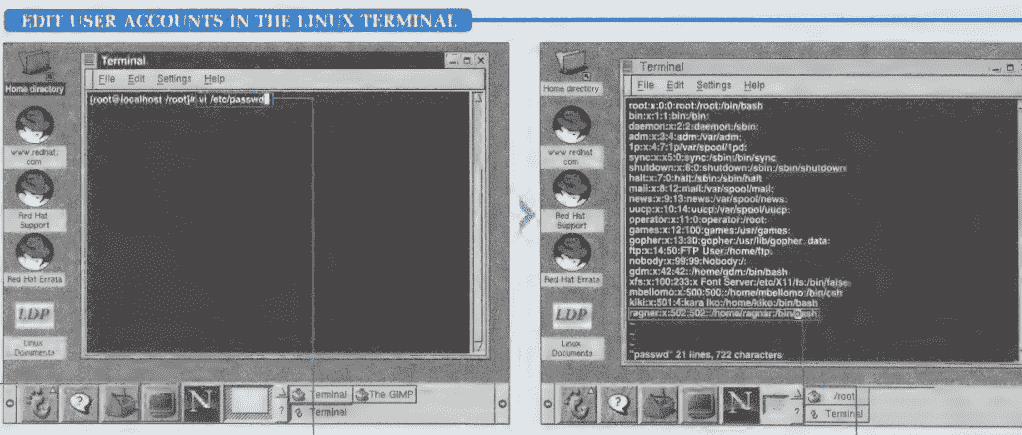 EDIT USER ACCOUNTS IN THE LINUX TERMINAL
Terminal
File Edit Settings Help
[root@localhost /root]# vi /etc/passwd
Home directory
www.redhat.
com
Red Hat
Support
Red Hat Errata
LDP
Linux
Documents
?
N
?
Terminal
The GIMP
Terminal
Terminal
File Edit Settings Help
root:x:0:0:root:/root:/bin/bash
bin:x:1:1:bin:/bin:
daemon:x:2:2:daemon:/sbin:
adm:x:3:4:adm:/var/adm:
1p:x:4:7:1p/var/spool/1pd:
sync:x:x5:0:sync:/sbin:/bin/sync
shutdown:x:6:0:shutdown:/sbin:/sbin/shutdown
halt:x:7:0:halt:/sbin:/sbin/halt
mail:x:8:12:mail:/var/spool/mail:
news:x:9:13:news:/var/spool/news:
uucp:x:10:14:uucp:/var/spool/uucp:
operator:x:11:0:operator:/root:
games:x:12:100:games:/usr/games:
gopher:x:13:30:gopher:/usr/lib/gopher_data:
ftp:x:14:50:FTP User:/home/ftp:
nobody:x:99:99:Nobody:/:
gdm:x:42:42::/home/gdm:/bin/bash
xfs:x:100:233:x Font Server:/etc/X11/fs:/bin/false
mbellomo:x:500:500::/home/mbellomo:/bin/csh
kiki:x:501:4:kara Iko:/home/kiko:/bin/bash
ragner:x:502:502::/home/ragnar:/bin/bash
~
~
~
"passwd" 21 lines, 722 characters
Home directory
www.redhat.
com
Red Hat
Support
Red Hat Errata
LDP
Linux
Documents
?
N
?
/root
Terminal